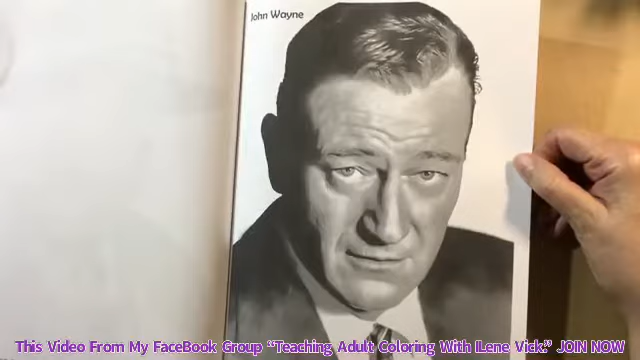 John Wayne
This Video From My FaceBook Group “Teaching Adult Coloring With ILene Vick.” JOIN NOW